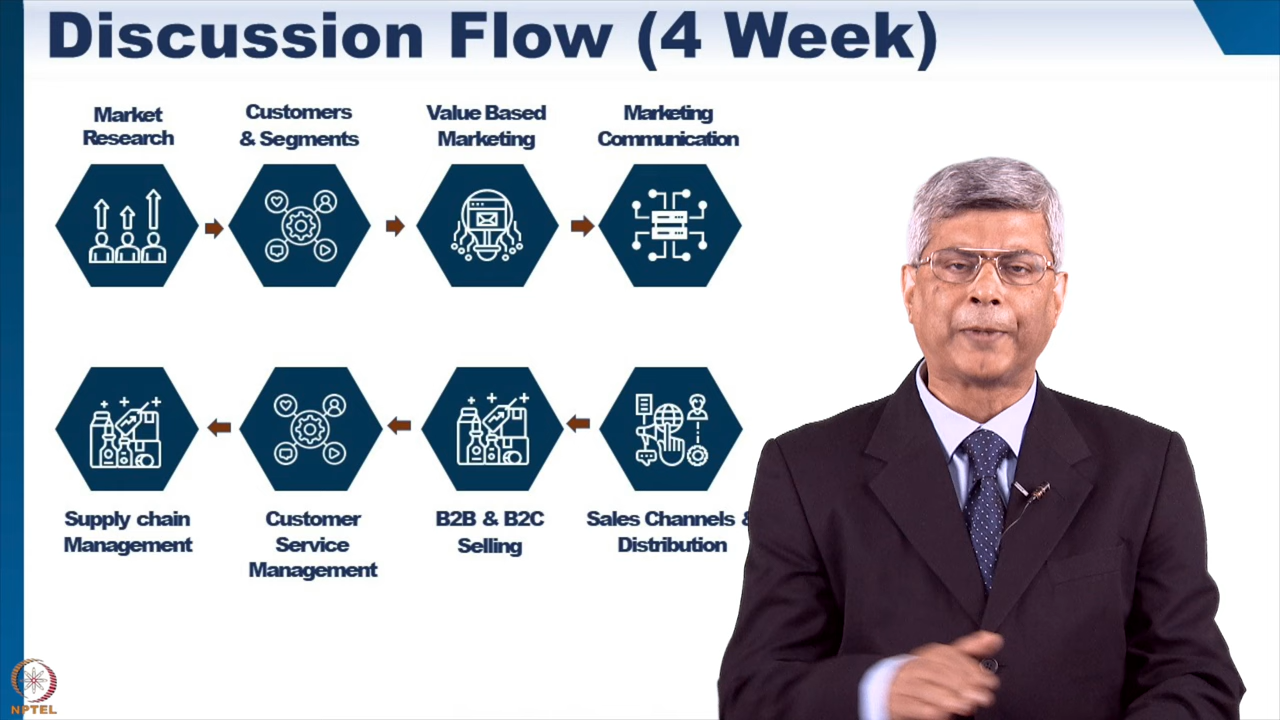 Discussion Flow (4 Week)
Market
Research
Customers
& Segments
Value Based
Marketing
Marketing
Communication
Supply chain
Management
Customer
Service
Management
B2B & B2C
Selling
Sales Channels &
Distribution
NPTEL